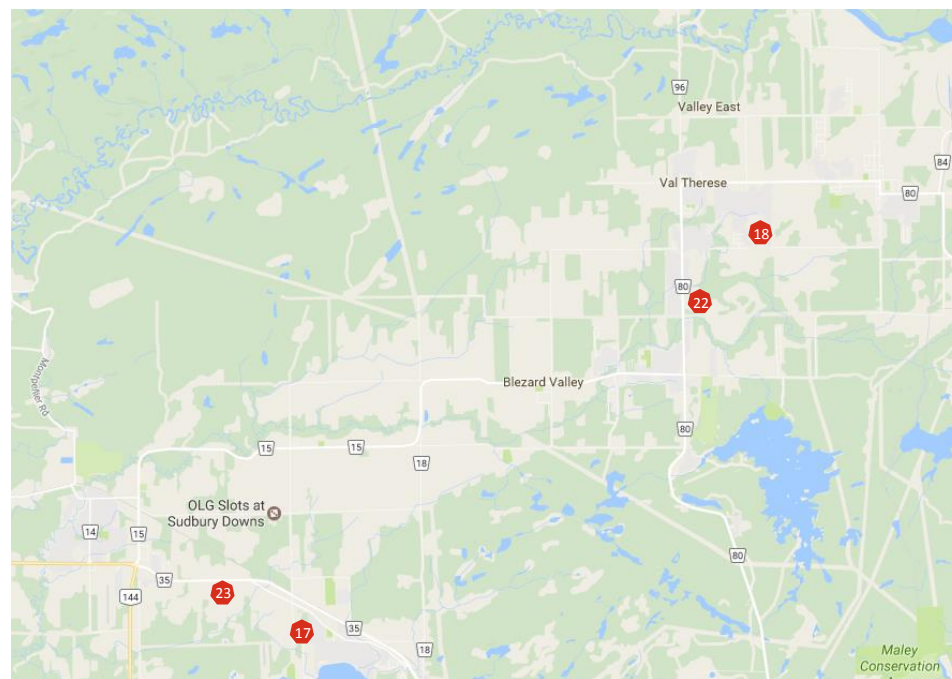 96
Valley East
84
Val Therese
80
18
80
22
Montpellier Rd
Blezard Valley
80
15
15
18
OLG Slots at
Sudbury Downs
14
15
80
35
23
144
17
35
18
Maley
Conservation